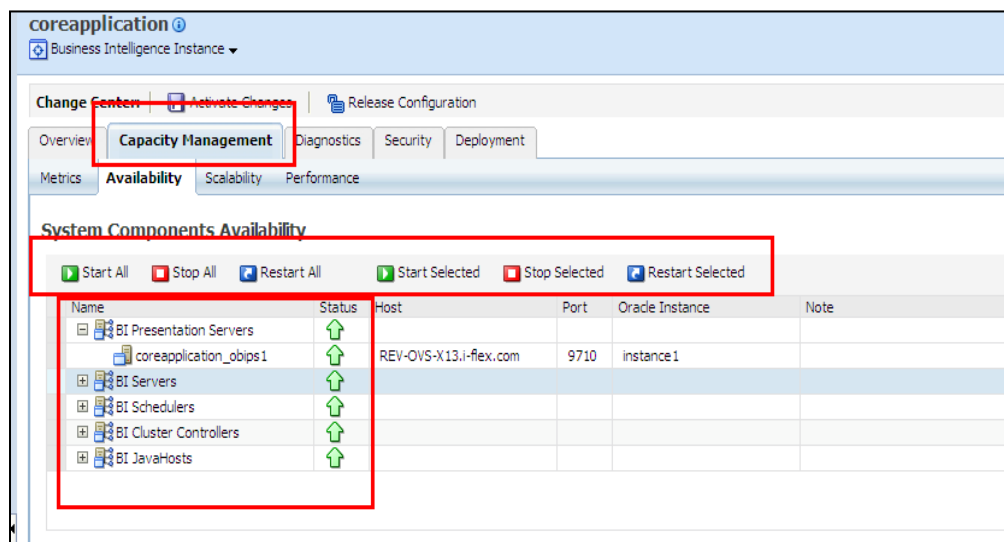 coreapplication
Business Intelligence Instance
Change Center: Activate Changes Release Configuration
Overview Capacity Management Diagnostics Security Deployment
Metrics Availability Scalability Performance
System Components Availability
Start All Stop All Restart All Start Selected Stop Selected Restart Selected
Name Status Host Port Oracle Instance Note
BI Presentation Servers
coreapplication_obips1 REV-OVS-X13.i-flex.com 9710 instance1
BI Servers
BI Schedulers
BI Cluster Controllers
BI JavaHosts